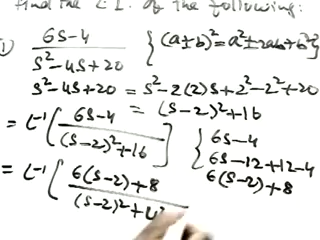 Find the L.I. of the following:
① 6S-4 / S²-4S+20 {(a±b)²=a²±2ab+b²}
S²-4S+20 = S²-2(2)S+2²-2²+20
= (S-2)²+16
= L⁻¹[6S-4 / (S-2)²+16] { 6S-4
6S-12+12-4
6(S-2)+8
= L⁻¹[6(S-2)+8 / (S-2)²+4²